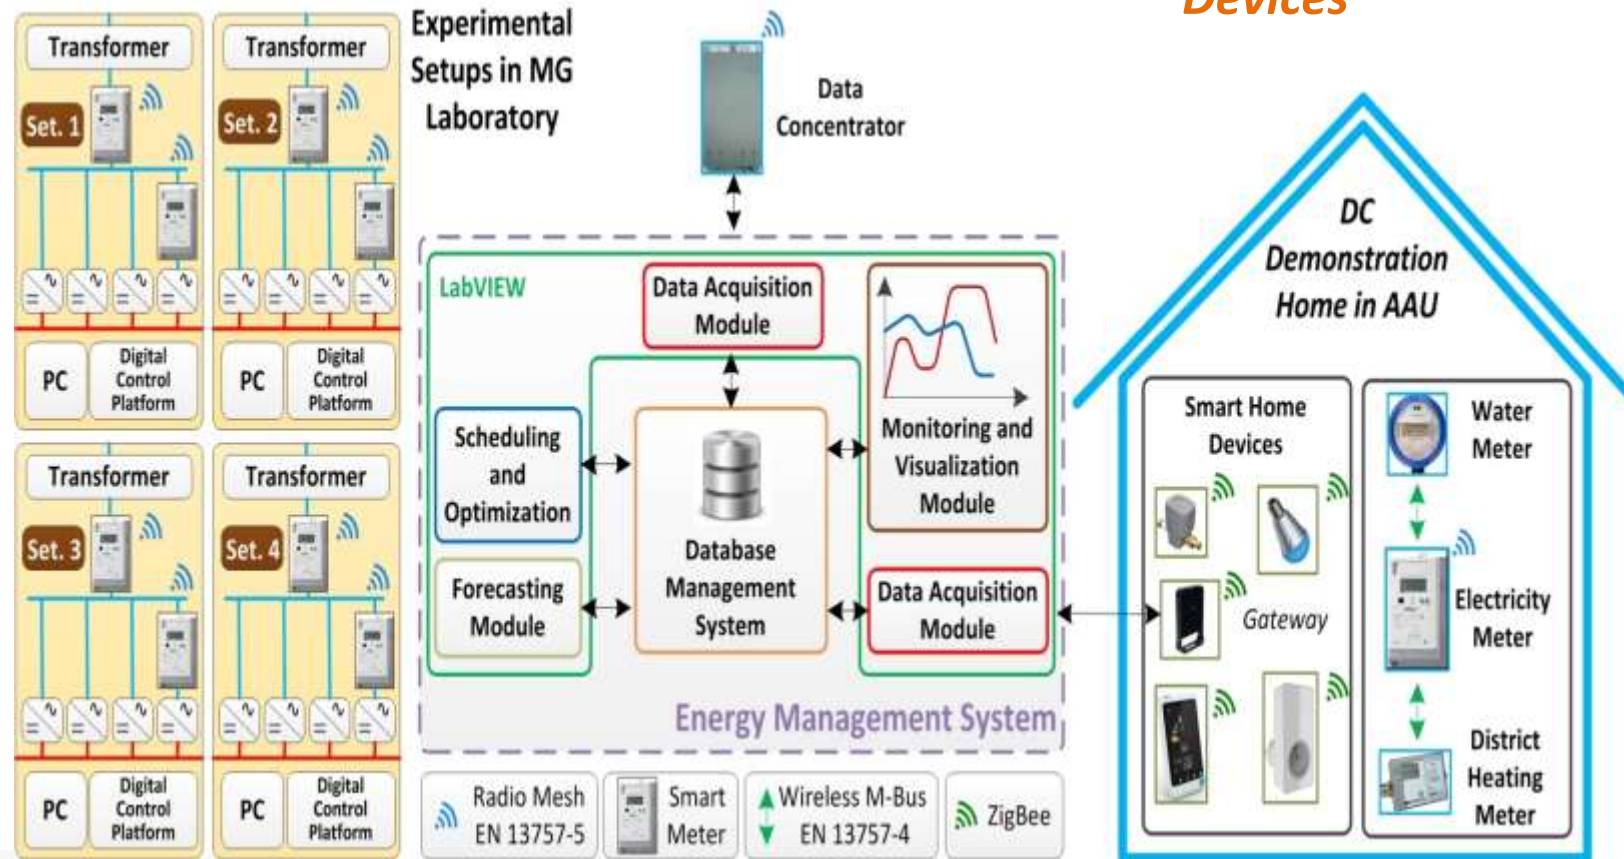 Devices
Experimental
Setups in MG
Laboratory
Transformer
Set. 1
PC
Digital
Control
Platform
Transformer
Set. 2
PC
Digital
Control
Platform
Transformer
Set. 3
PC
Digital
Control
Platform
Transformer
Set. 4
PC
Digital
Control
Platform
Data
Concentrator
LabVIEW
Data Acquisition
Module
Scheduling
and
Optimization
Forecasting
Module
Database
Management
System
Monitoring and
Visualization
Module
Data Acquisition
Module
Energy Management System
Radio Mesh
EN 13757-5
Smart
Meter
Wireless M-Bus
EN 13757-4
ZigBee
DC
Demonstration
Home in AAU
Smart Home
Devices
Gateway
Water
Meter
Electricity
Meter
District
Heating
Meter